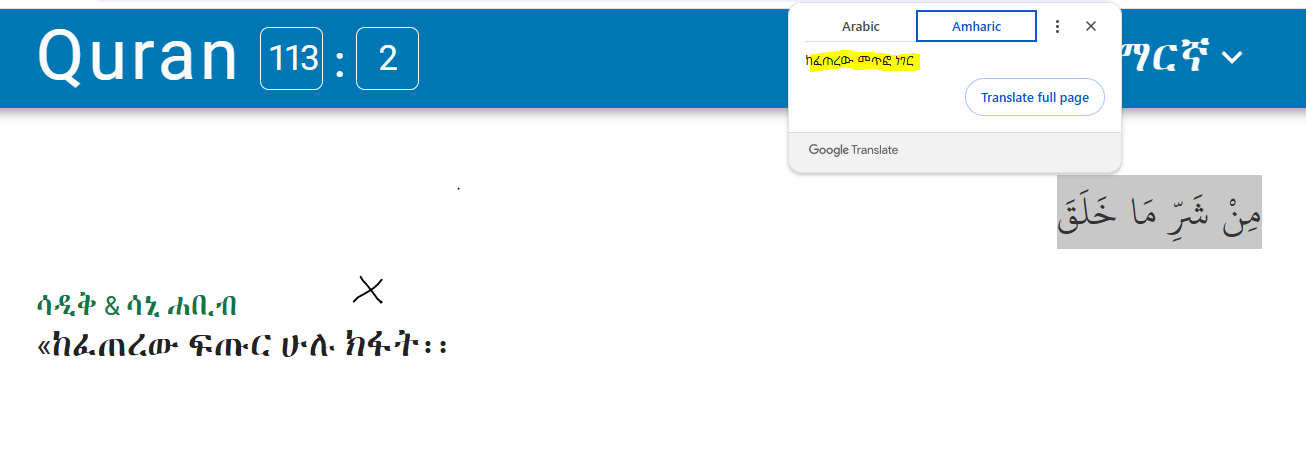 Quran 113 : 2
Arabic Amharic
ከፈጠረው መጥፎ ነገር
Translate full page
Google Translate
ማርኛ
مِنْ شَرِّ مَا خَلَقَ
ሳዲቅ & ሳኒ ሐቢብ
«ከፈጠረው ፍጡር ሁሉ ክፋት፡፡